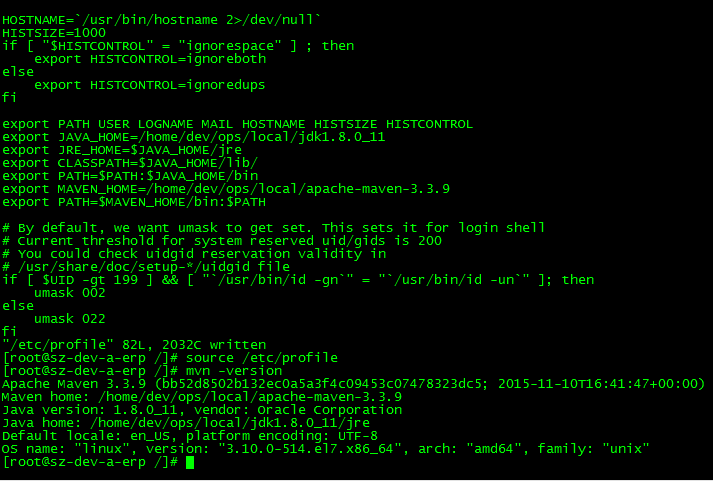 HOSTNAME=`/usr/bin/hostname 2>/dev/null`
HISTSIZE=1000
if [ "$HISTCONTROL" = "ignorespace" ] ; then
    export HISTCONTROL=ignoreboth
else
    export HISTCONTROL=ignoredups
fi

export PATH USER LOGNAME MAIL HOSTNAME HISTSIZE HISTCONTROL
export JAVA_HOME=/home/dev/ops/local/jdk1.8.0_11
export JRE_HOME=$JAVA_HOME/jre
export CLASSPATH=$JAVA_HOME/lib/
export PATH=$PATH:$JAVA_HOME/bin
export MAVEN_HOME=/home/dev/ops/local/apache-maven-3.3.9
export PATH=$MAVEN_HOME/bin:$PATH

# By default, we want umask to get set. This sets it for login shell
# Current threshold for system reserved uid/gids is 200
# You could check uidgid reservation validity in
# /usr/share/doc/setup-*/uidgid file
if [ $UID -gt 199 ] && [ "`/usr/bin/id -gn`" = "`/usr/bin/id -un`" ]; then
    umask 002
else
    umask 022
fi
"/etc/profile" 82L, 2032C written
[root@sz-dev-a-erp /]# source /etc/profile
[root@sz-dev-a-erp /]# mvn -version
Apache Maven 3.3.9 (bb52d8502b132ec0a5a3f4c09453c07478323dc5; 2015-11-10T16:41:47+00:00)
Maven home: /home/dev/ops/local/apache-maven-3.3.9
Java version: 1.8.0_11, vendor: Oracle Corporation
Java home: /home/dev/ops/local/jdk1.8.0_11/jre
Default locale: en_US, platform encoding: UTF-8
OS name: "linux", version: "3.10.0-514.el7.x86_64", arch: "amd64", family: "unix"
[root@sz-dev-a-erp /]#